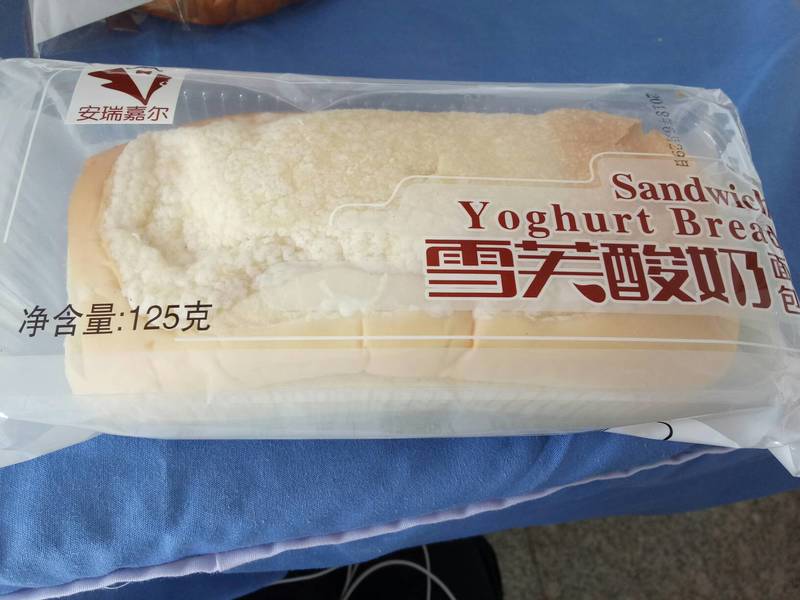 安瑞嘉尔
Sandwich
Yoghurt Bread
雪芙酸奶
面包
净含量:125克